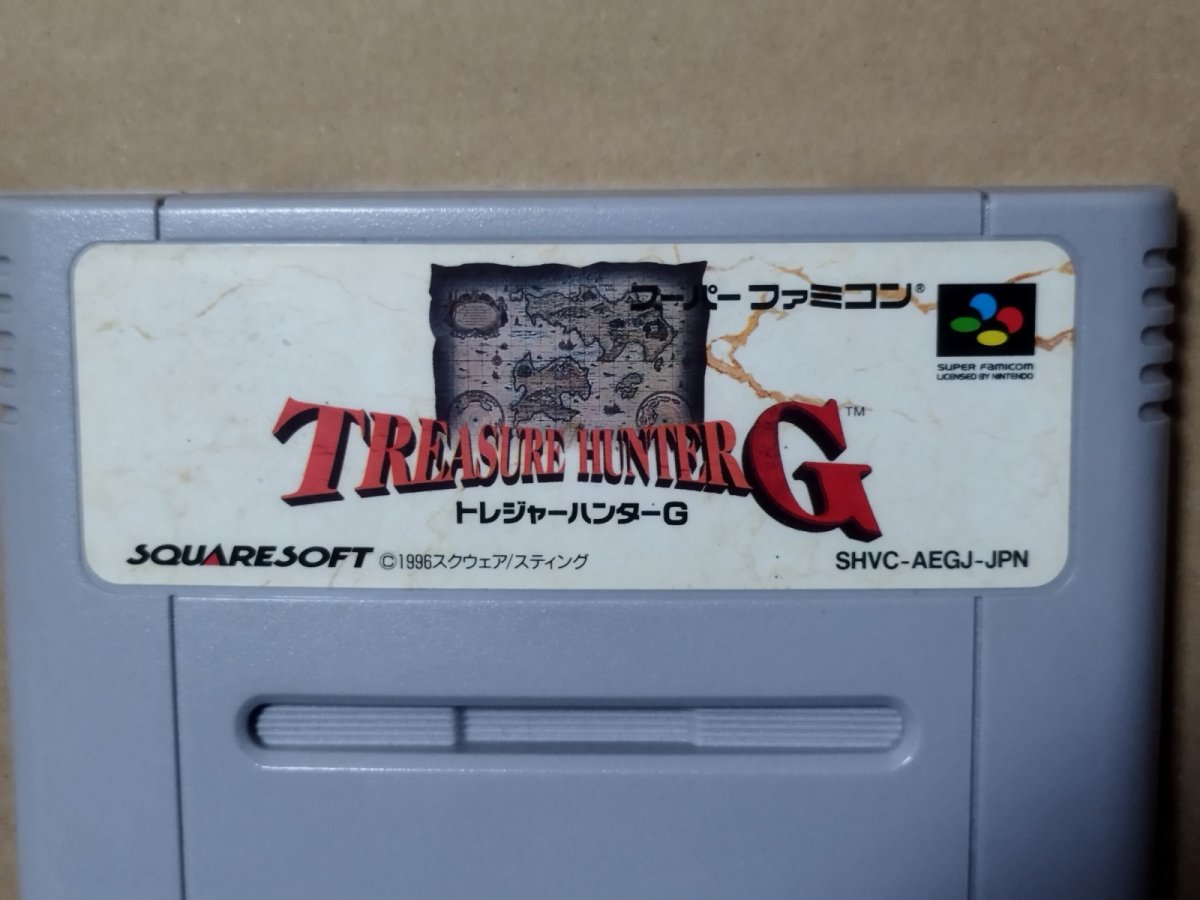 スーパーファミコン®
SUPER FAMICOM
LICENSED BY NINTENDO
TREASURE HUNTER G™
トレジャーハンターG
SQUARESOFT ©1996スクウェア/スティング
SHVC-AEGJ-JPN